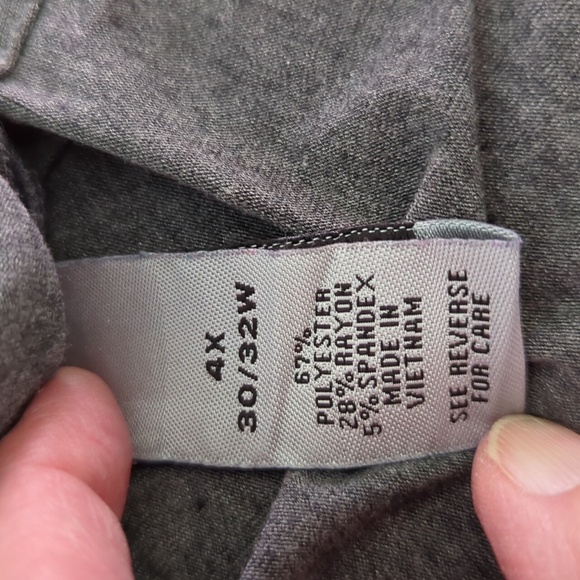 4X
30/32W
67%
POLYESTER
28% RAYON
5% SPANDEX
MADE IN
VIETNAM
SEE REVERSE
FOR CARE